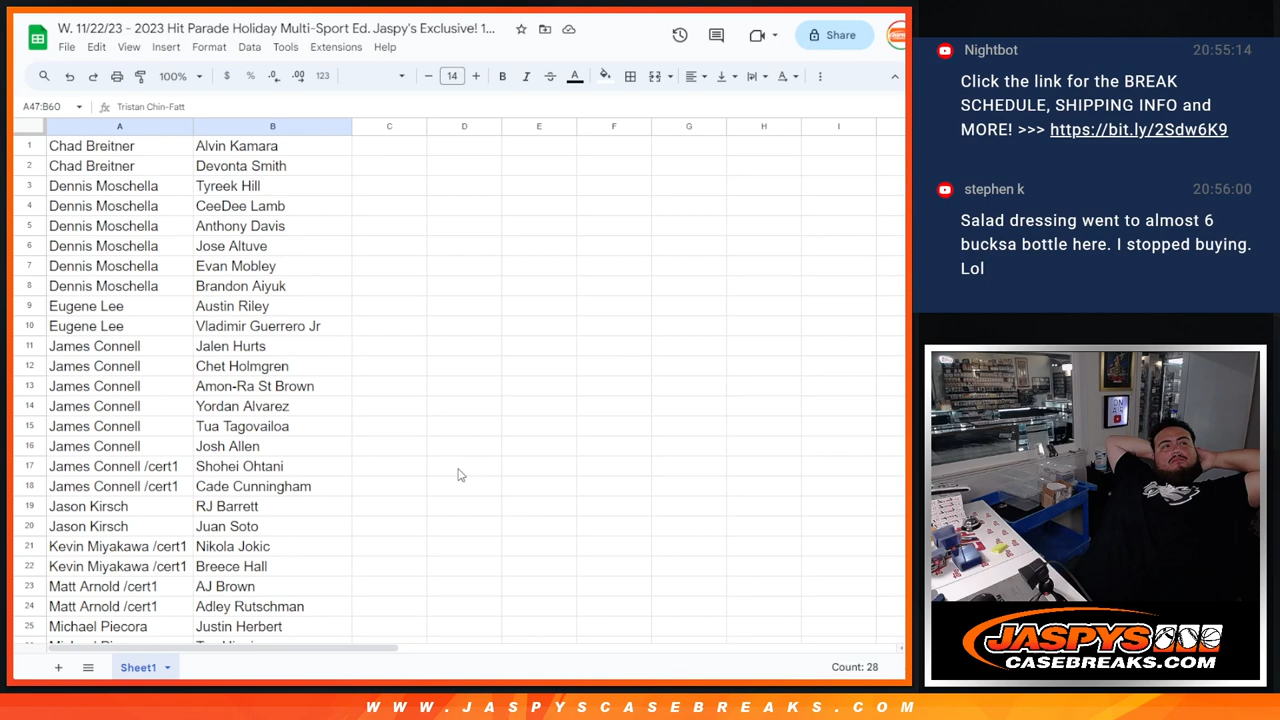 W. 11/22/23 - 2023 Hit Parade Holiday Multi-Sport Ed. Jaspy's Exclusive! 1...
File Edit View Insert Format Data Tools Extensions Help
Share
100% $ % .0 .00 123 14
A47:B60 Tristan Chin-Fatt
A B C D E F G H I
1 Chad Breitner Alvin Kamara
2 Chad Breitner Devonta Smith
3 Dennis Moschella Tyreek Hill
4 Dennis Moschella CeeDee Lamb
5 Dennis Moschella Anthony Davis
6 Dennis Moschella Jose Altuve
7 Dennis Moschella Evan Mobley
8 Dennis Moschella Brandon Aiyuk
9 Eugene Lee Austin Riley
10 Eugene Lee Vladimir Guerrero Jr
11 James Connell Jalen Hurts
12 James Connell Chet Holmgren
13 James Connell Amon-Ra St Brown
14 James Connell Yordan Alvarez
15 James Connell Tua Tagovailoa
16 James Connell Josh Allen
17 James Connell /cert1 Shohei Ohtani
18 James Connell /cert1 Cade Cunningham
19 Jason Kirsch RJ Barrett
20 Jason Kirsch Juan Soto
21 Kevin Miyakawa /cert1 Nikola Jokic
22 Kevin Miyakawa /cert1 Breece Hall
23 Matt Arnold /cert1 AJ Brown
24 Matt Arnold /cert1 Adley Rutschman
25 Michael Piecora Justin Herbert
Sheet1
Count: 28
Nightbot 20:55:14
Click the link for the BREAK
SCHEDULE, SHIPPING INFO and
MORE! >>> https://bit.ly/2Sdw6K9
stephen k 20:56:00
Salad dressing went to almost 6
bucksa bottle here. I stopped buying.
Lol
JASPYS
CASEBREAKS.COM
WWW.JASPYSCASEBREAKS.COM